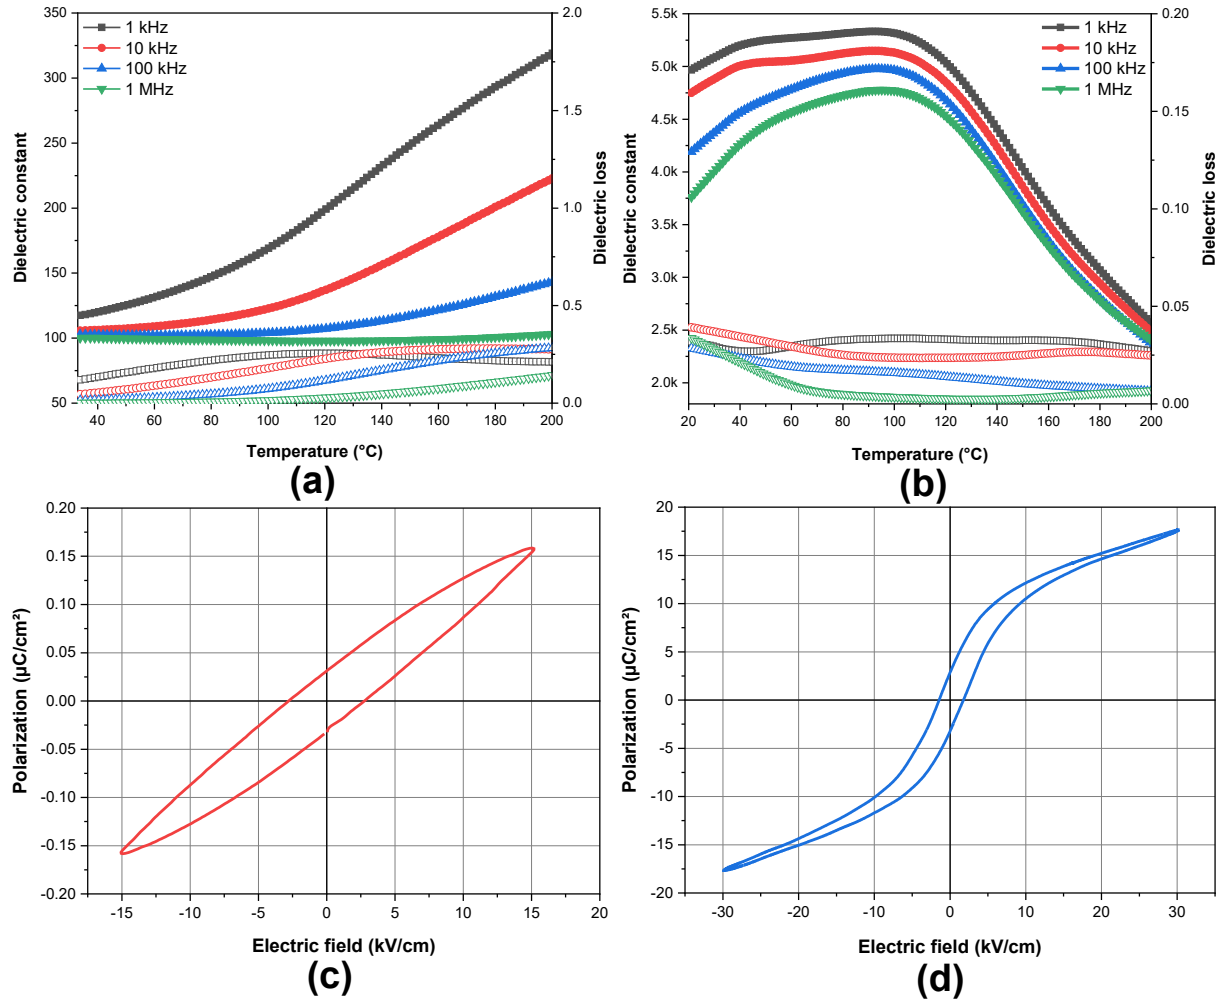 350
300
250
200
150
100
50
2.0
1.5
1.0
0.5
0.0
1 kHz
10 kHz
100 kHz
1 MHz
Dielectric constant
Dielectric loss
40 60 80 100 120 140 160 180 200
Temperature (°C)
(a)
5.5k
5.0k
4.5k
4.0k
3.5k
3.0k
2.5k
2.0k
0.20
0.15
0.10
0.05
0.00
1 kHz
10 kHz
100 kHz
1 MHz
Dielectric constant
Dielectric loss
20 40 60 80 100 120 140 160 180 200
Temperature (°C)
(b)
0.20
0.15
0.10
0.05
0.00
-0.05
-0.10
-0.15
-0.20
Polarization (µC/cm²)
-15 -10 -5 0 5 10 15 20
Electric field (kV/cm)
(c)
20
15
10
5
0
-5
-10
-15
-20
Polarization (µC/cm²)
-30 -20 -10 0 10 20 30
Electric field (kV/cm)
(d)